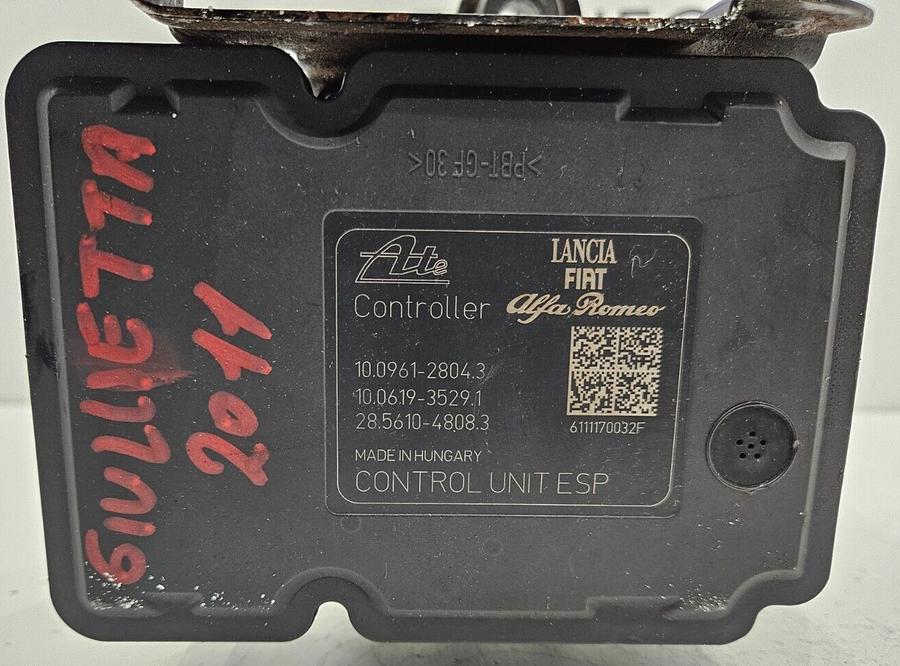 >PBT-GF30<
Ate
LANCIA
FIAT
Alfa Romeo
Controller
10.0961-2804.3
10.0619-3529.1
28.5610-4808.3
6111170032F
MADE IN HUNGARY
CONTROL UNIT ESP
GIULIETTA
2011